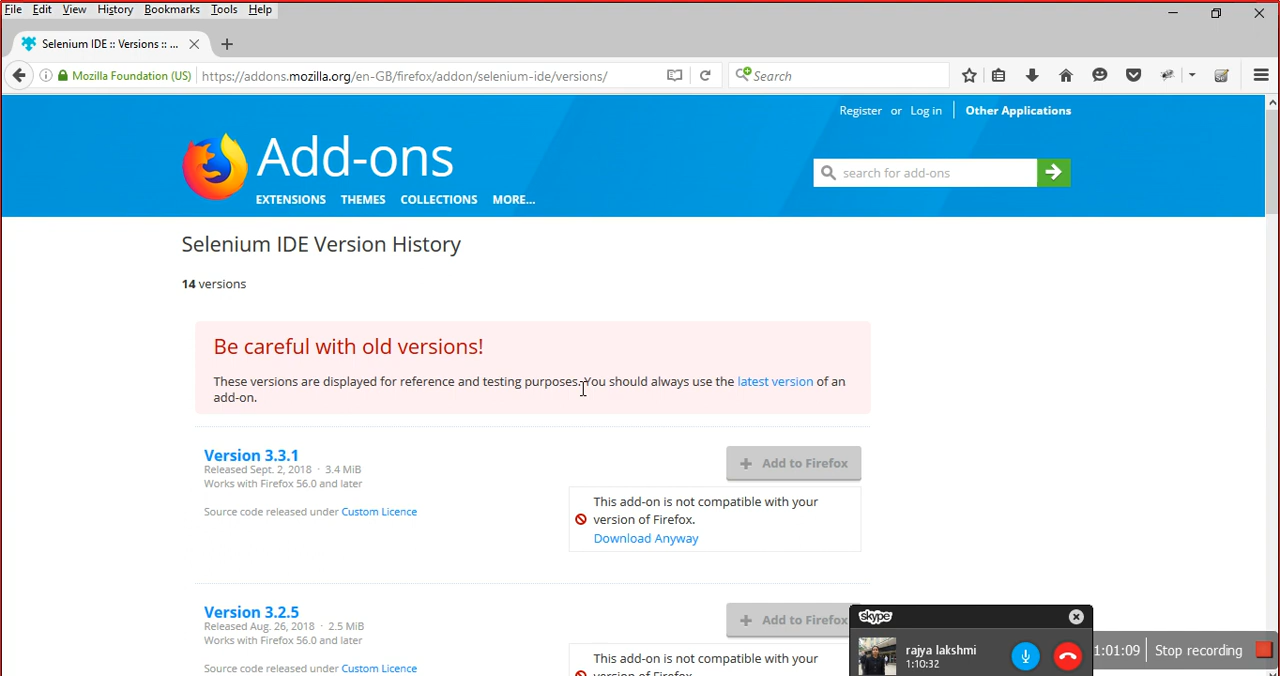 File Edit View History Bookmarks Tools Help
Selenium IDE :: Versions :: ...
Mozilla Foundation (US) https://addons.mozilla.org/en-GB/firefox/addon/selenium-ide/versions/ Search
Register or Log in Other Applications
Add-ons
search for add-ons
EXTENSIONS THEMES COLLECTIONS MORE...
Selenium IDE Version History
14 versions
Be careful with old versions!
These versions are displayed for reference and testing purposes. You should always use the latest version of an
add-on.
Version 3.3.1
Released Sept. 2, 2018 · 3.4 MiB
Works with Firefox 56.0 and later
Source code released under Custom Licence
+ Add to Firefox
This add-on is not compatible with your
version of Firefox.
Download Anyway
Version 3.2.5
Released Aug. 26, 2018 · 2.5 MiB
Works with Firefox 56.0 and later
Source code released under Custom Licence
+ Add to Firefox
This add-on is not compatible with your
version of Firefox.
skype
rajya lakshmi
1:10:32
1:01:09 Stop recording